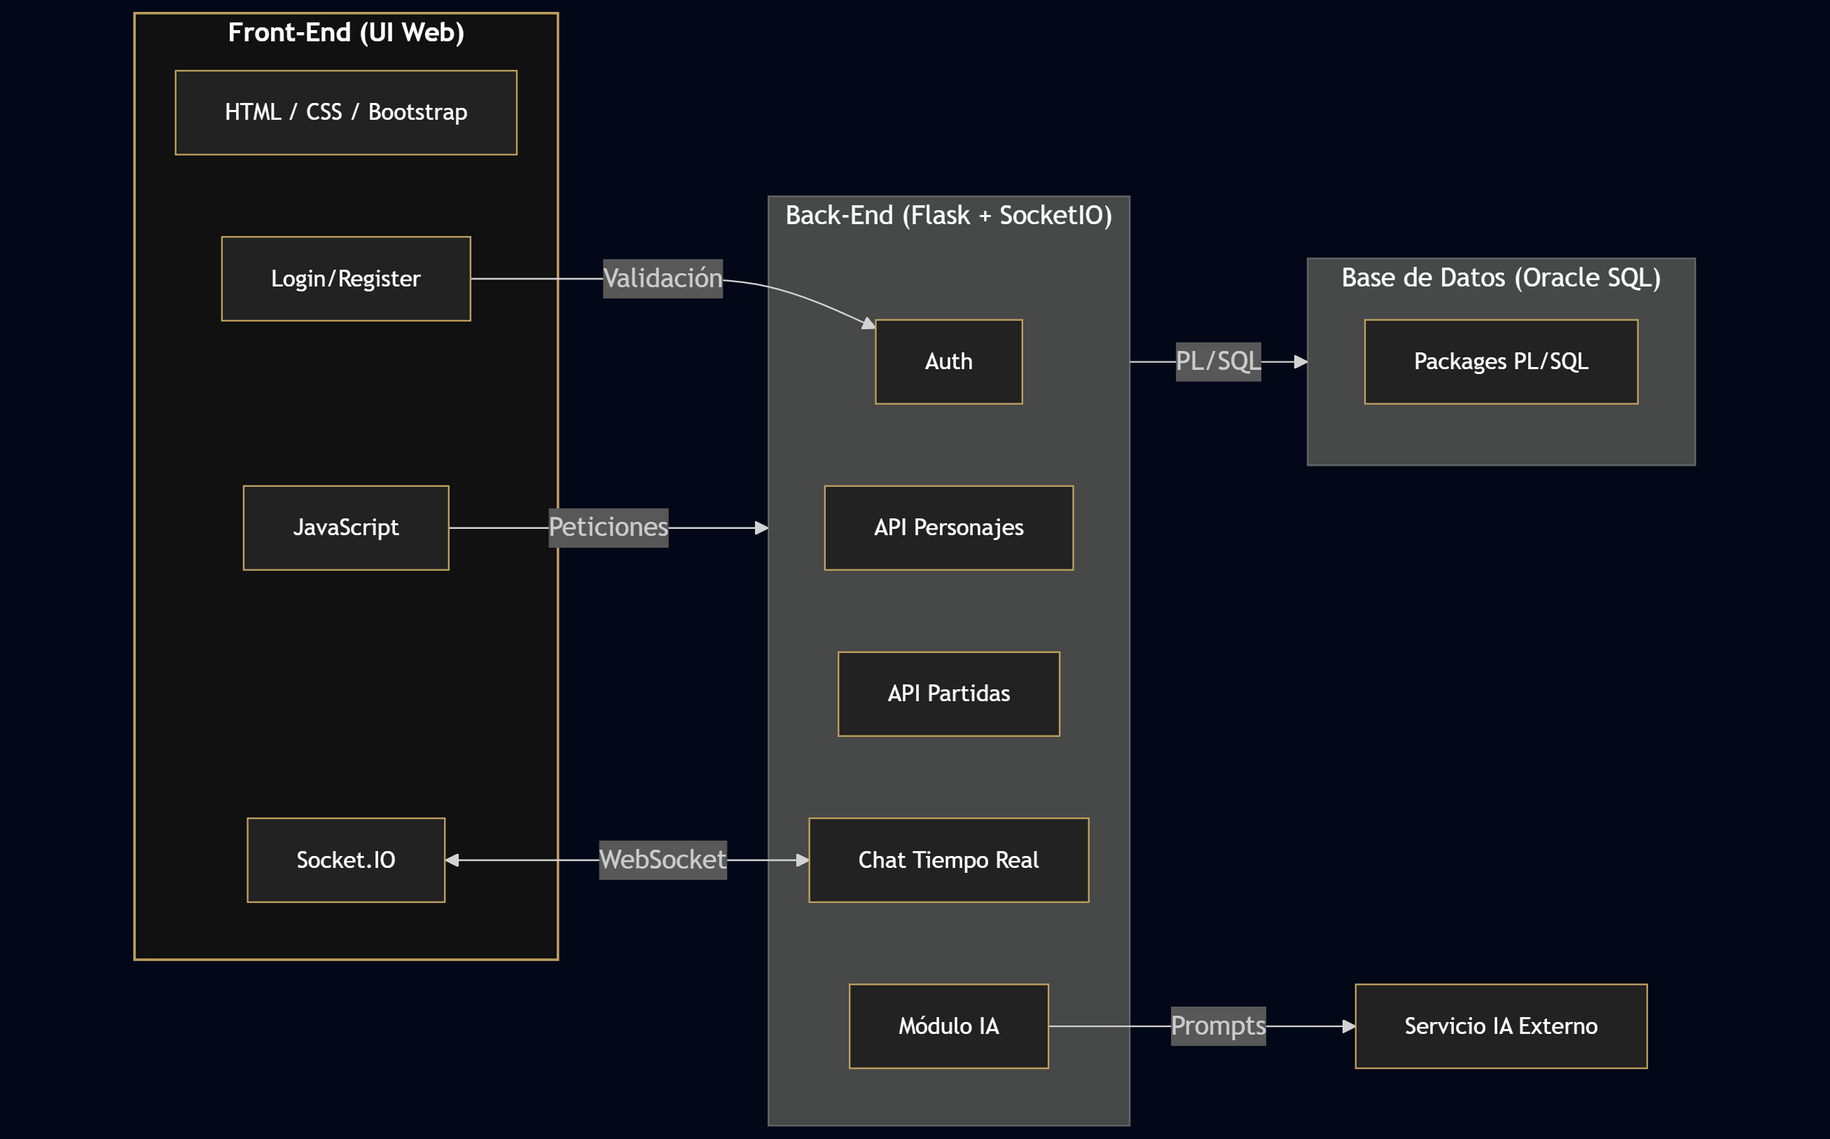 Front-End (UI Web)
HTML / CSS / Bootstrap
Login/Register
JavaScript
Socket.IO
Validación
Peticiones
WebSocket
Back-End (Flask + SocketIO)
Auth
API Personajes
API Partidas
Chat Tiempo Real
Módulo IA
PL/SQL
Prompts
Base de Datos (Oracle SQL)
Packages PL/SQL
Servicio IA Externo